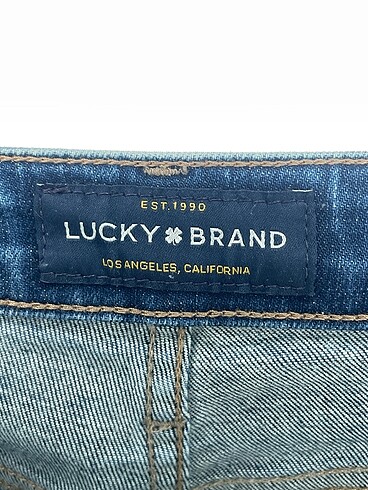 EST. 1990
LUCKY BRAND
LOS ANGELES, CALIFORNIA